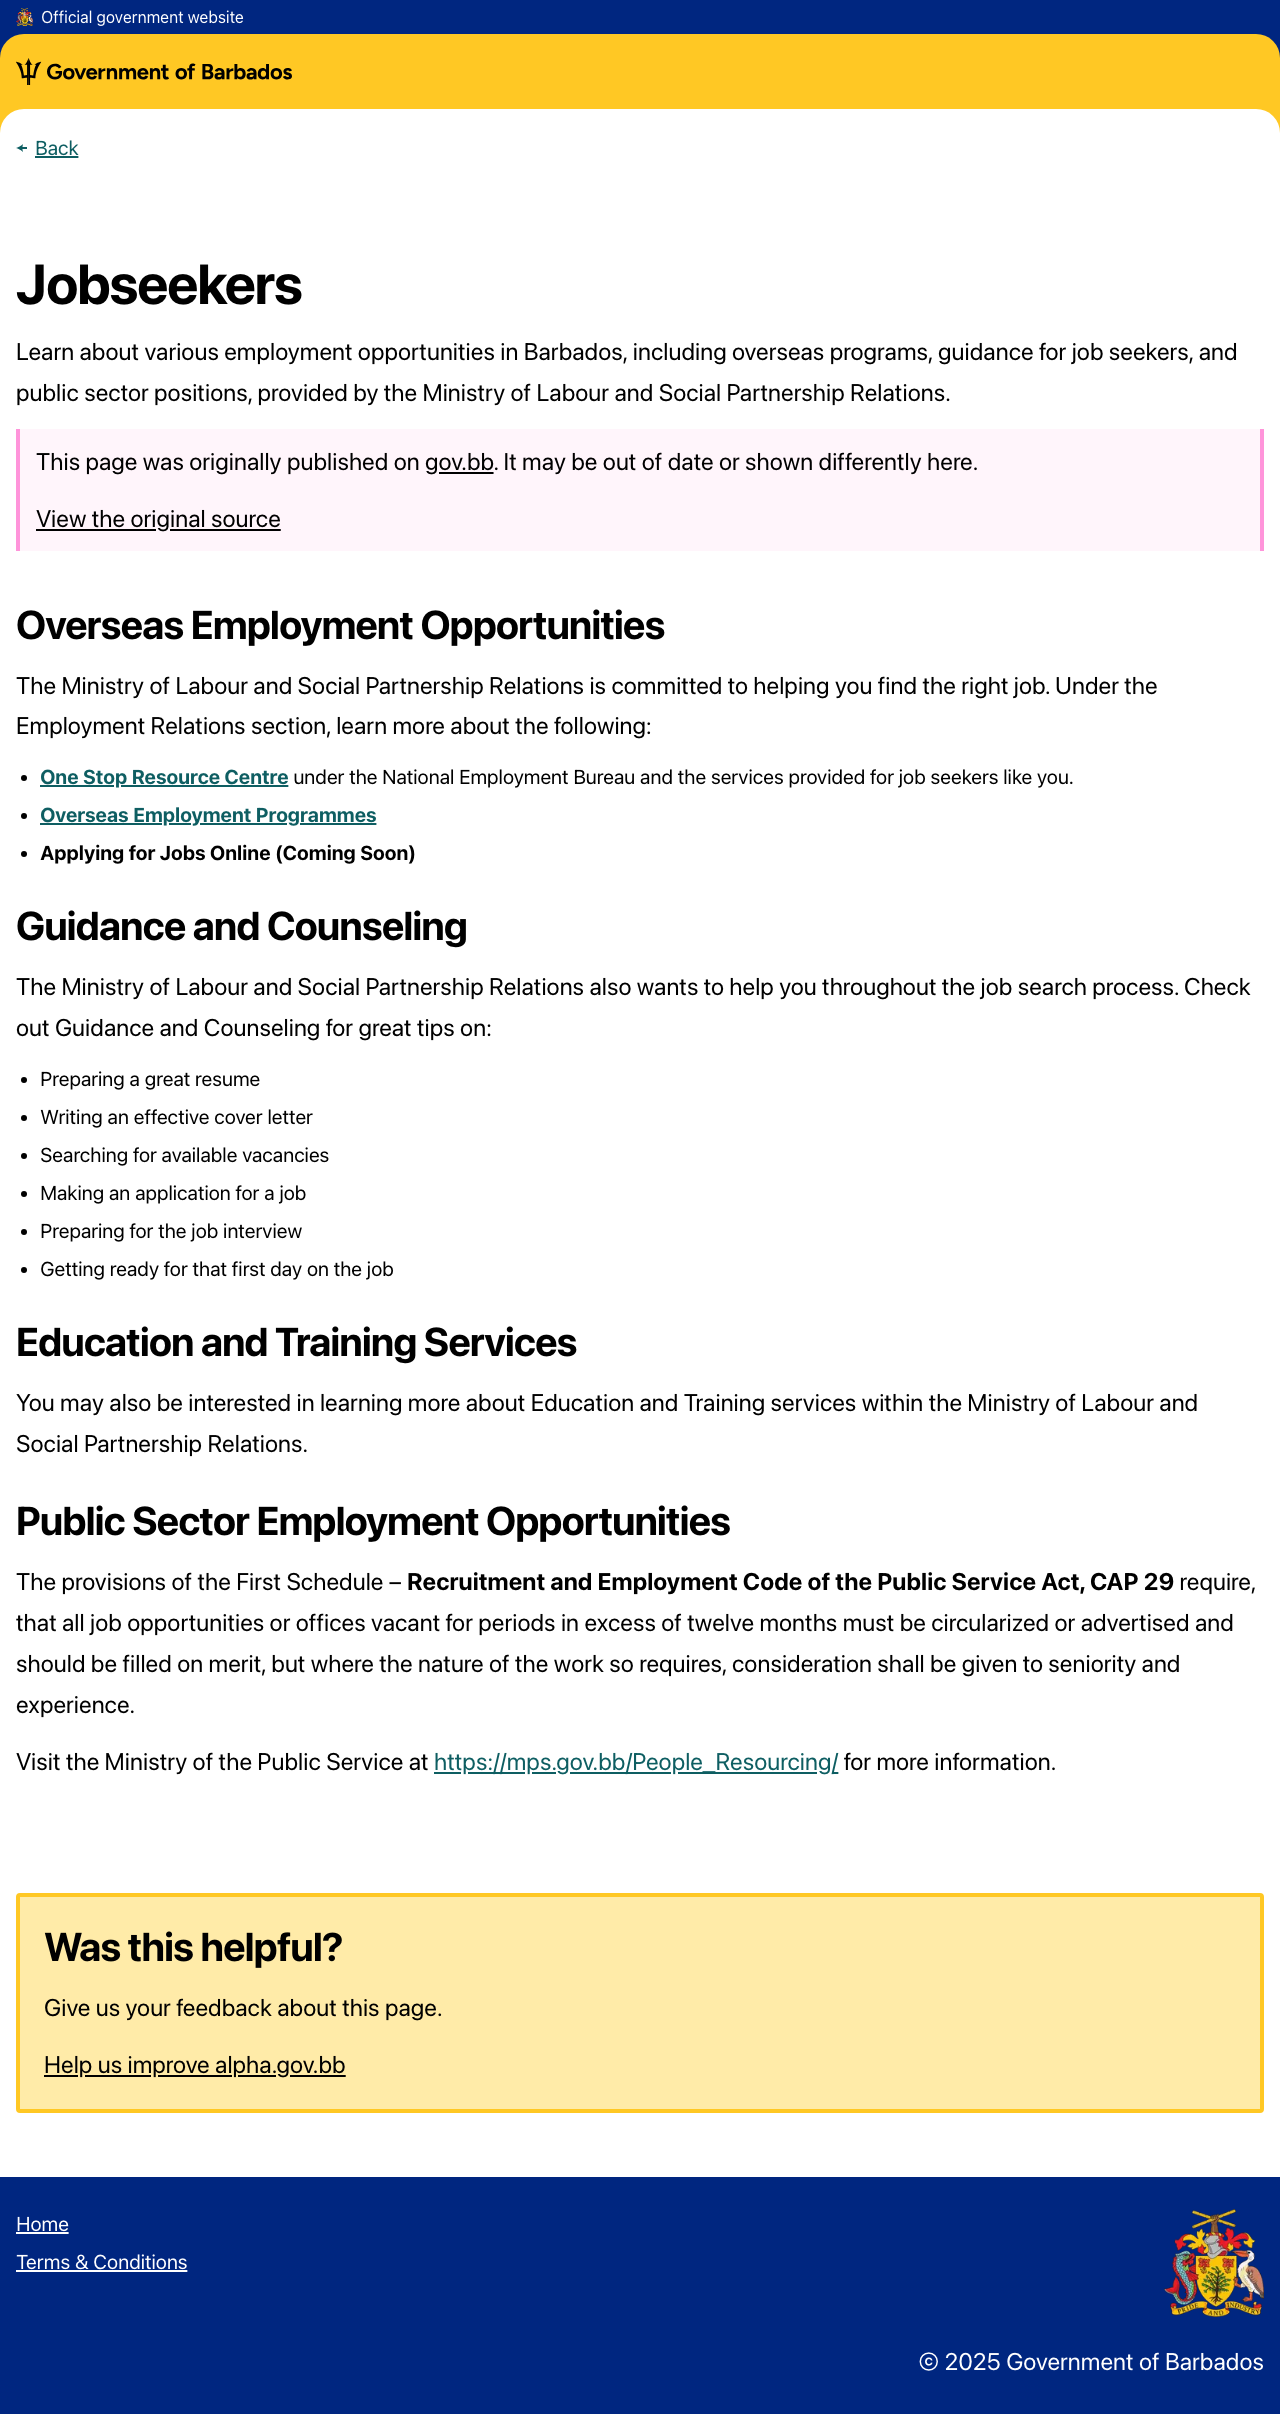 Official government website
Government of Barbados
Back
Jobseekers
Learn about various employment opportunities in Barbados, including overseas programs, guidance for job seekers, and
public sector positions, provided by the Ministry of Labour and Social Partnership Relations.
This page was originally published on gov.bb. It may be out of date or shown differently here.
View the original source
Overseas Employment Opportunities
The Ministry of Labour and Social Partnership Relations is committed to helping you find the right job. Under the
Employment Relations section, learn more about the following:
• One Stop Resource Centre under the National Employment Bureau and the services provided for job seekers like you.
• Overseas Employment Programmes
• Applying for Jobs Online (Coming Soon)
Guidance and Counseling
The Ministry of Labour and Social Partnership Relations also wants to help you throughout the job search process. Check
out Guidance and Counseling for great tips on:
• Preparing a great resume
• Writing an effective cover letter
• Searching for available vacancies
• Making an application for a job
• Preparing for the job interview
• Getting ready for that first day on the job
Education and Training Services
You may also be interested in learning more about Education and Training services within the Ministry of Labour and
Social Partnership Relations.
Public Sector Employment Opportunities
The provisions of the First Schedule – Recruitment and Employment Code of the Public Service Act, CAP 29 require,
that all job opportunities or offices vacant for periods in excess of twelve months must be circularized or advertised and
should be filled on merit, but where the nature of the work so requires, consideration shall be given to seniority and
experience.
Visit the Ministry of the Public Service at https://mps.gov.bb/People_Resourcing/ for more information.
Was this helpful?
Give us your feedback about this page.
Help us improve alpha.gov.bb
Home
Terms & Conditions
PRIDE AND INDUSTRY
© 2025 Government of Barbados